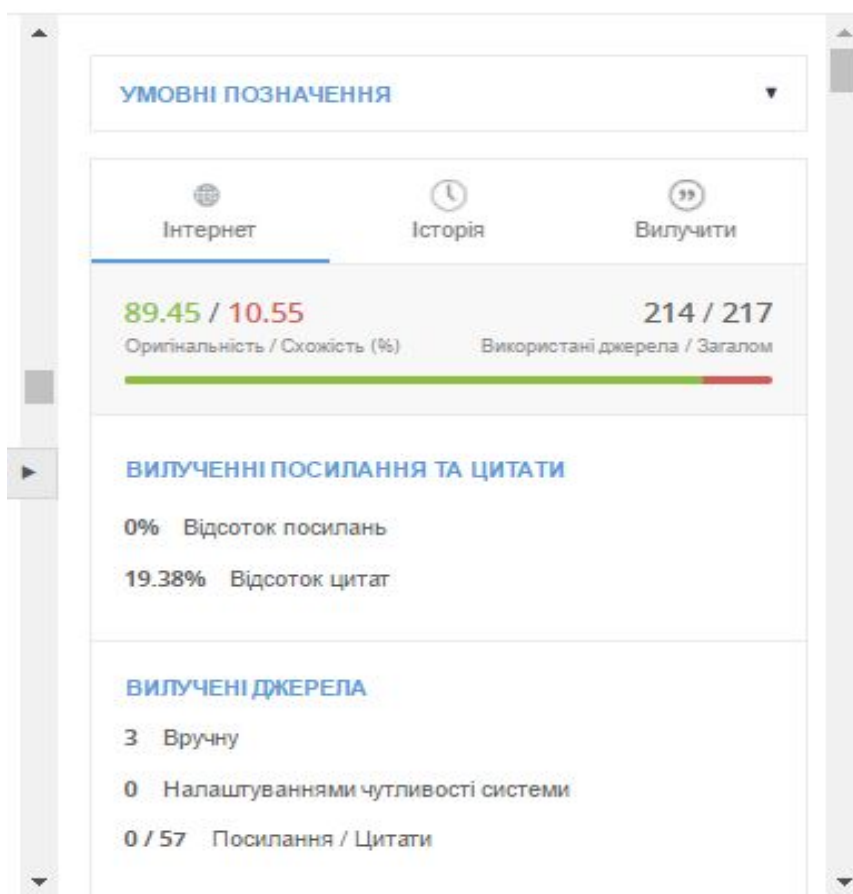 УМОВНІ ПОЗНАЧЕННЯ
Інтернет Історія Вилучити
89.45 / 10.55 214 / 217
Оригінальність / Схожість (%) Використані джерела / Загалом
ВИЛУЧЕННІ ПОСИЛАННЯ ТА ЦИТАТИ
0% Відсоток посилань
19.38% Відсоток цитат
ВИЛУЧЕНІ ДЖЕРЕЛА
3 Вручну
0 Налаштуваннями чутливості системи
0 / 57 Посилання / Цитати